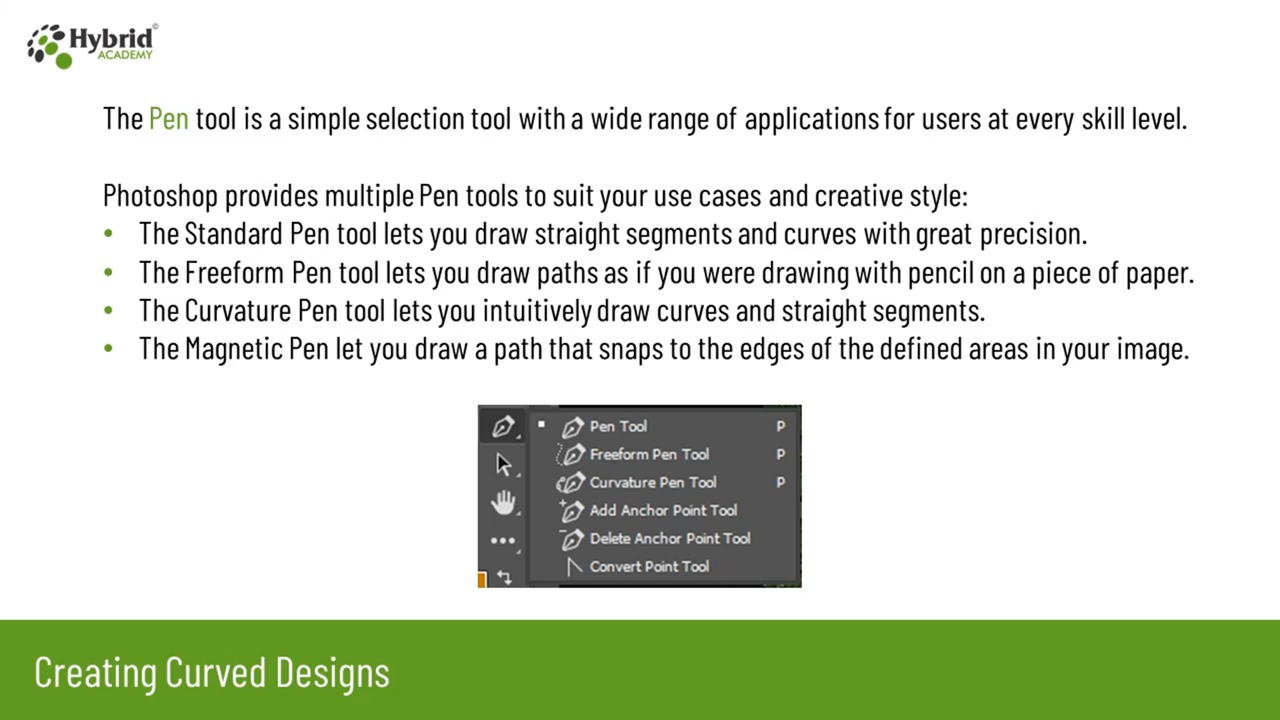 Hybrid©
ACADEMY
The Pen tool is a simple selection tool with a wide range of applications for users at every skill level.
Photoshop provides multiple Pen tools to suit your use cases and creative style:
• The Standard Pen tool lets you draw straight segments and curves with great precision.
• The Freeform Pen tool lets you draw paths as if you were drawing with pencil on a piece of paper.
• The Curvature Pen tool lets you intuitively draw curves and straight segments.
• The Magnetic Pen let you draw a path that snaps to the edges of the defined areas in your image.
Pen Tool P
Freeform Pen Tool P
Curvature Pen Tool P
Add Anchor Point Tool
Delete Anchor Point Tool
Convert Point Tool
Creating Curved Designs